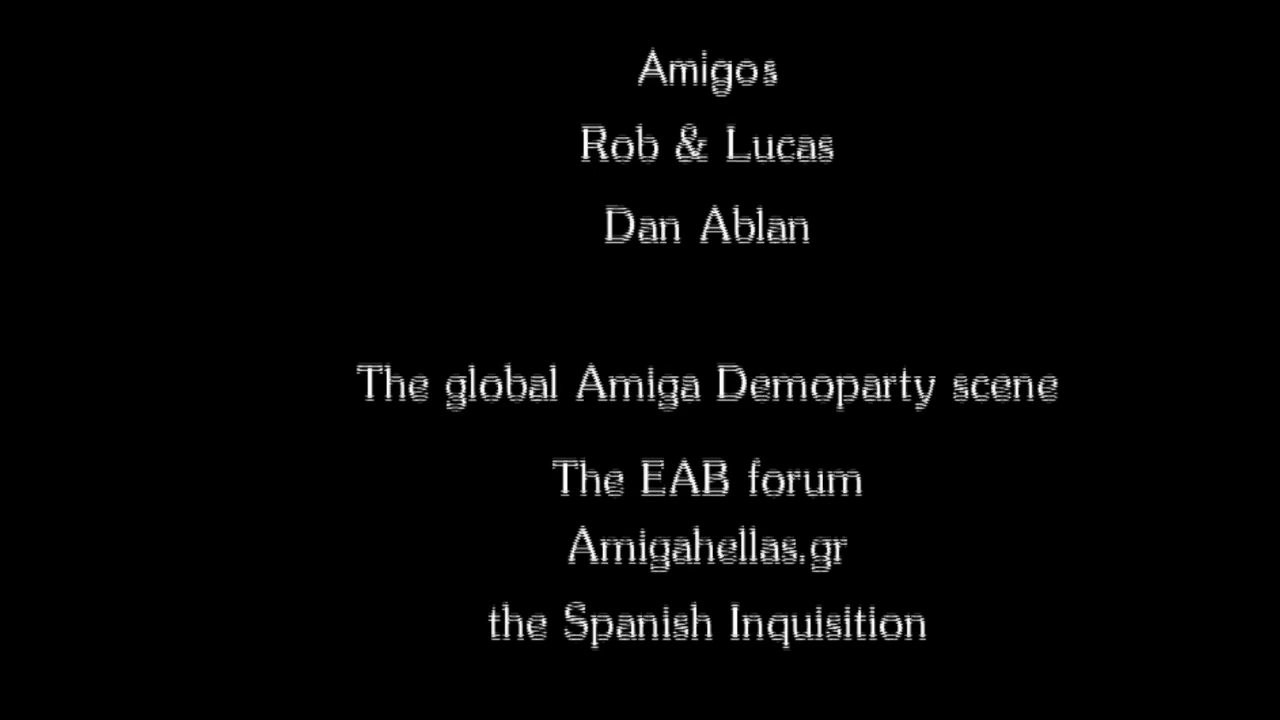 Amigos
Rob & Lucas
Dan Ablan
The global Amiga Demoparty scene
The EAB forum
Amigahellas.gr
the Spanish Inquisition